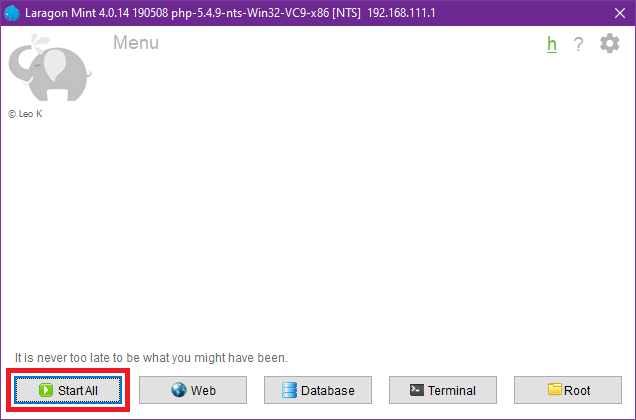 Laragon Mint 4.0.14 190508 php-5.4.9-nts-Win32-VC9-x86 [NTS] 192.168.111.1
Menu
h ?
© Leo K
It is never too late to be what you might have been.
Start All Web Database Terminal Root